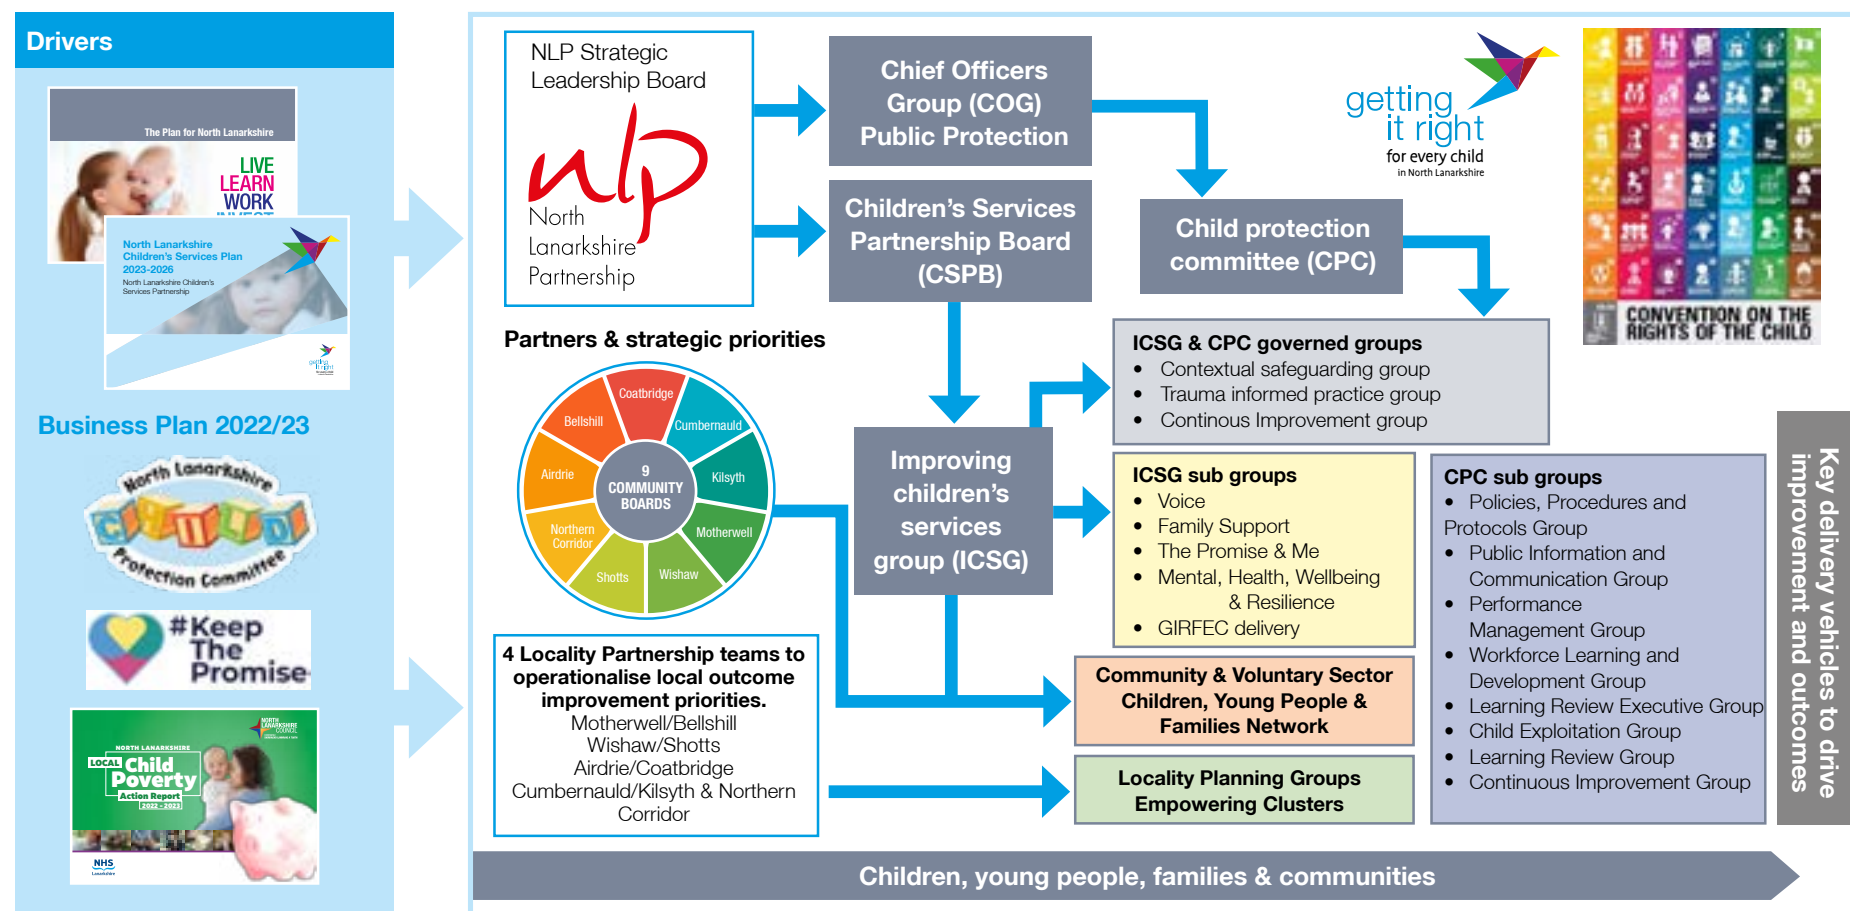 Drivers
The Plan for North Lanarkshire
LIVE
LEARN
WORK
INVEST
North Lanarkshire
Children's Services Plan
2023-2026
North Lanarkshire Children's
Services Partnership
getting
it right
Business Plan 2022/23
North Lanarkshire
CHILD
Protection Committee
#Keep
The
Promise
NORTH
LANARKSHIRE
COUNCIL
NORTH LANARKSHIRE
LOCAL Child
Poverty
Action Report
2022 - 2023
NHS
Lanarkshire
NLP Strategic
Leadership Board
nlp
North
Lanarkshire
Partnership
Chief Officers
Group (COG)
Public Protection
Children’s Services
Partnership Board
(CSPB)
Child protection
committee (CPC)
getting
it right
for every child
in North Lanarkshire
CONVENTION ON THE
RIGHTS OF THE CHILD
Partners & strategic priorities
Coatbridge
Cumbernauld
Kilsyth
Motherwell
Wishaw
Shotts
Northern
Corridor
Airdrie
Bellshill
9
COMMUNITY
BOARDS
4 Locality Partnership teams to
operationalise local outcome
improvement priorities.
Motherwell/Bellshill
Wishaw/Shotts
Airdrie/Coatbridge
Cumbernauld/Kilsyth & Northern
Corridor
Improving
children’s
services
group (ICSG)
ICSG & CPC governed groups
• Contextual safeguarding group
• Trauma informed practice group
• Continous Improvement group
ICSG sub groups
• Voice
• Family Support
• The Promise & Me
• Mental, Health, Wellbeing
& Resilience
• GIRFEC delivery
Community & Voluntary Sector
Children, Young People &
Families Network
Locality Planning Groups
Empowering Clusters
CPC sub groups
• Policies, Procedures and
Protocols Group
• Public Information and
Communication Group
• Performance
Management Group
• Workforce Learning and
Development Group
• Learning Review Executive Group
• Child Exploitation Group
• Learning Review Group
• Continuous Improvement Group
Key delivery vehicles to drive
improvement and outcomes
Children, young people, families & communities